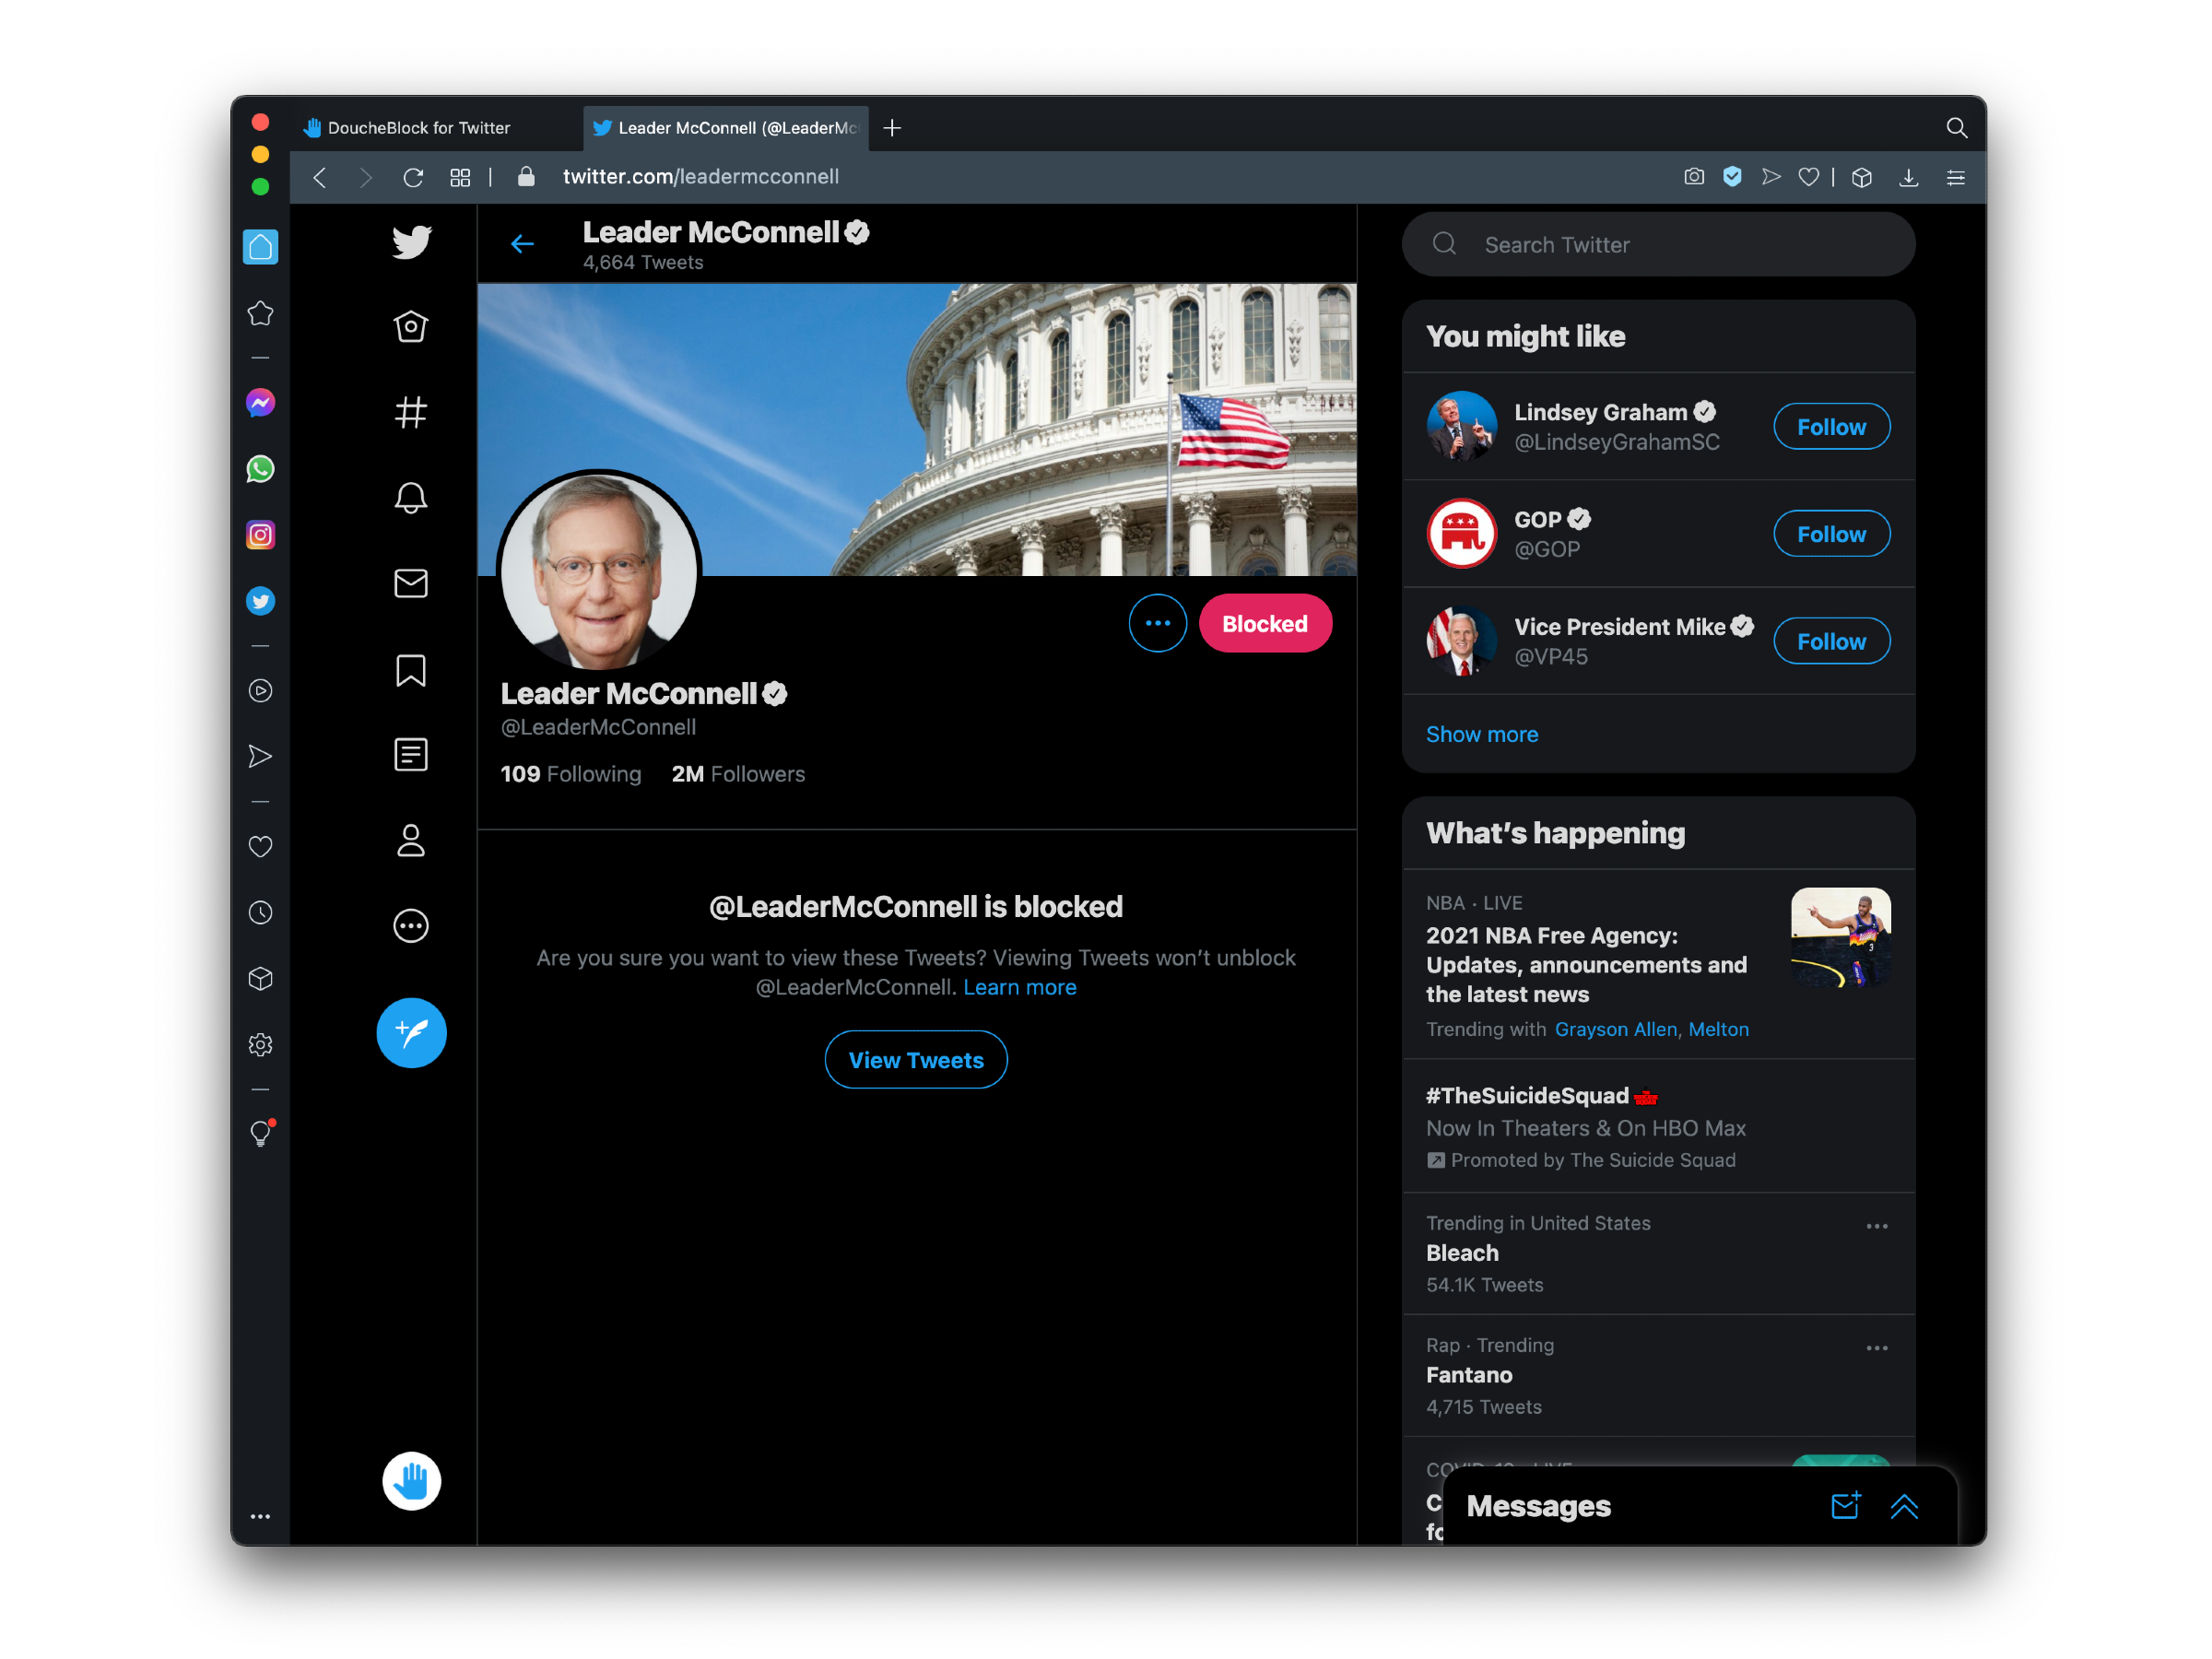 DoucheBlock for Twitter
Leader McConnell (@LeaderMc
twitter.com/leadermcconnell
Leader McConnell
4,664 Tweets
Blocked
Leader McConnell
@LeaderMcConnell
109 Following 2M Followers
@LeaderMcConnell is blocked
Are you sure you want to view these Tweets? Viewing Tweets won’t unblock
@LeaderMcConnell. Learn more
View Tweets
Search Twitter
You might like
Lindsey Graham
@LindseyGrahamSC
Follow
GOP
@GOP
Follow
Vice President Mike
@VP45
Follow
Show more
What’s happening
NBA · LIVE
2021 NBA Free Agency:
Updates, announcements and
the latest news
Trending with Grayson Allen, Melton
#TheSuicideSquad
Now In Theaters & On HBO Max
Promoted by The Suicide Squad
Trending in United States
Bleach
54.1K Tweets
Rap · Trending
Fantano
4,715 Tweets
Messages